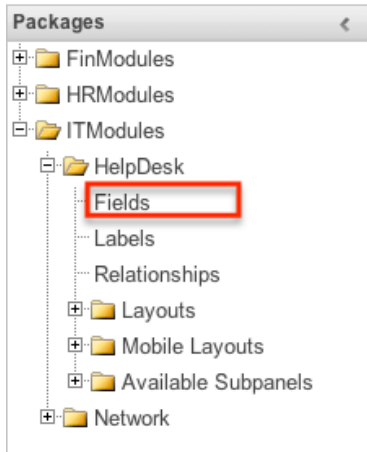 Packages
FinModules
HRModules
ITModules
HelpDesk
Fields
Labels
Relationships
Layouts
Mobile Layouts
Available Subpanels
Network